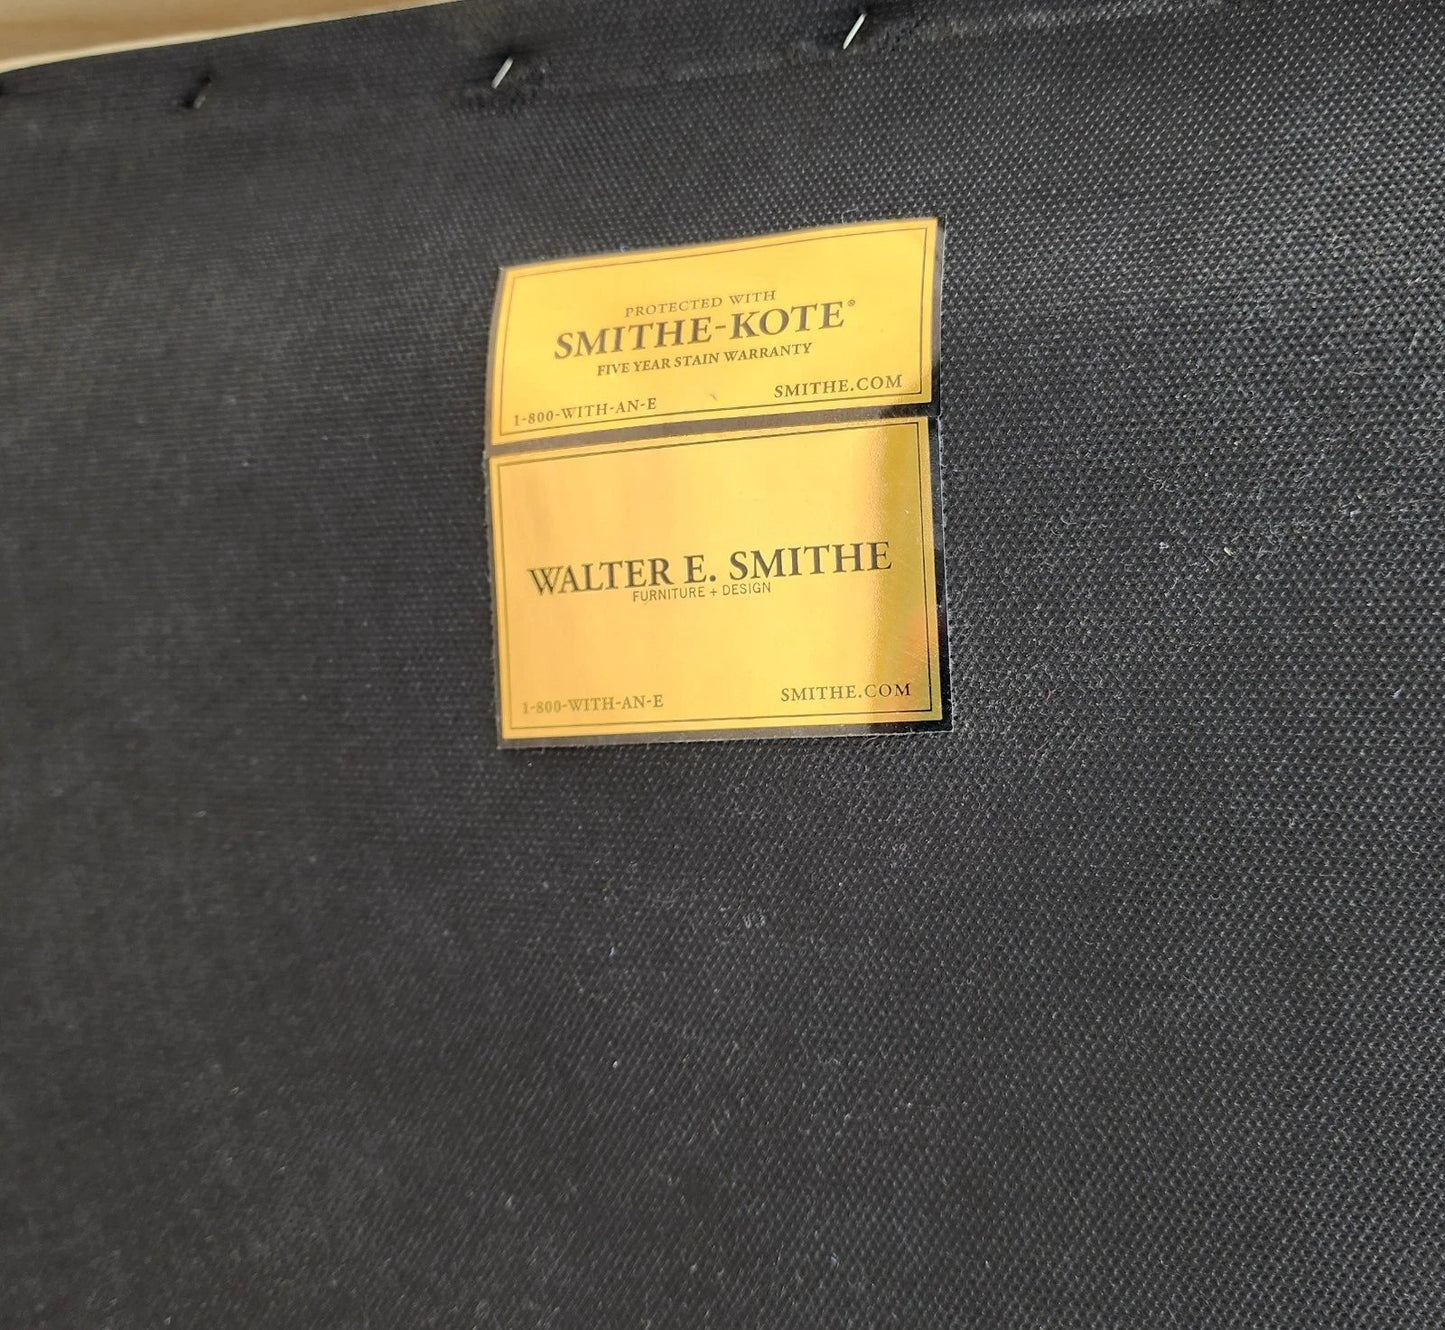 PROTECTED WITH
SMITHE-KOTE®
FIVE YEAR STAIN WARRANTY
1-800-WITH-AN-E SMITHE.COM
WALTER E. SMITHE
FURNITURE + DESIGN
1-800-WITH-AN-E SMITHE.COM